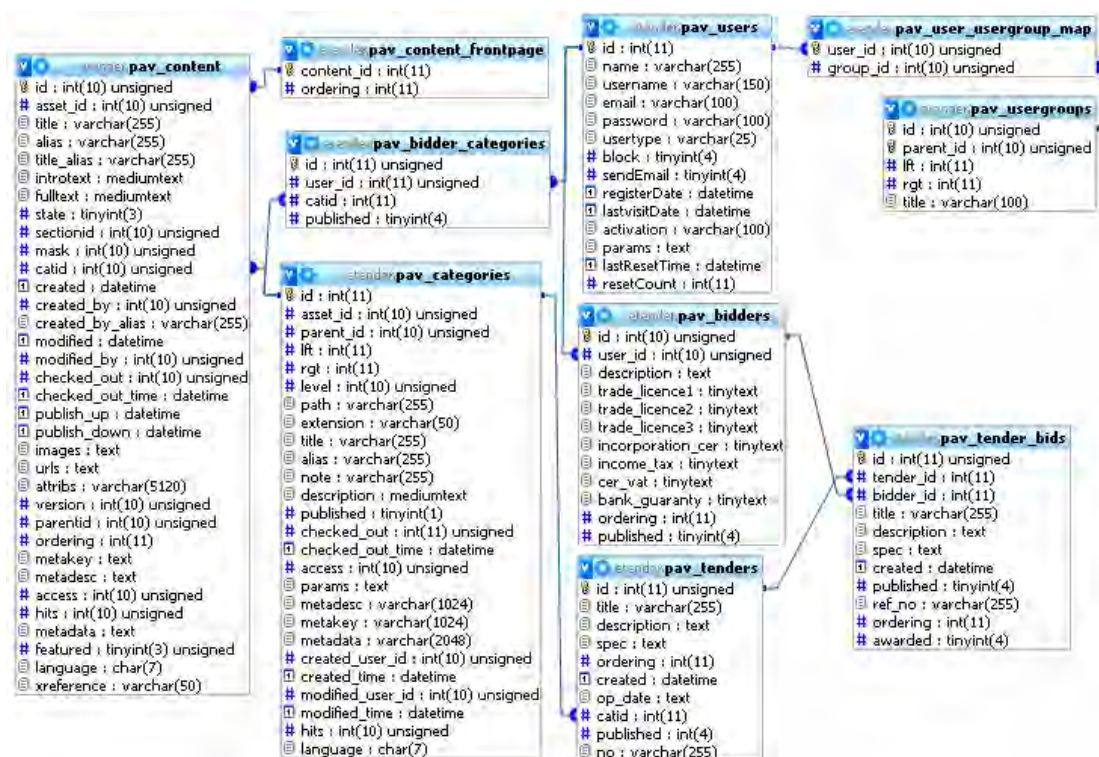 pav_content
id : int(10) unsigned
asset_id : int(10) unsigned
title : varchar(255)
alias : varchar(255)
title_alias : varchar(255)
introtext : mediumtext
fulltext : mediumtext
state : tinyint(3)
sectionid : int(10) unsigned
mask : int(10) unsigned
catid : int(10) unsigned
created : datetime
created_by : int(10) unsigned
created_by_alias : varchar(255)
modified : datetime
modified_by : int(10) unsigned
checked_out : int(10) unsigned
checked_out_time : datetime
publish_up : datetime
publish_down : datetime
images : text
urls : text
attribs : varchar(5120)
version : int(10) unsigned
parentid : int(10) unsigned
ordering : int(11)
metakey : text
metadesc : text
access : int(10) unsigned
hits : int(10) unsigned
metadata : text
featured : tinyint(3) unsigned
language : char(7)
xreference : varchar(50)
pav_content_frontpage
content_id : int(11)
ordering : int(11)
pav_bidder_categories
id : int(11) unsigned
user_id : int(11) unsigned
catid : int(11)
published : tinyint(4)
etender pav_categories
id : int(11)
asset_id : int(10) unsigned
parent_id : int(10) unsigned
lft : int(11)
rgt : int(11)
level : int(10) unsigned
path : varchar(255)
extension : varchar(50)
title : varchar(255)
alias : varchar(255)
note : varchar(255)
description : mediumtext
published : tinyint(1)
checked_out : int(11) unsigned
checked_out_time : datetime
access : int(10) unsigned
params : text
metadesc : varchar(1024)
metakey : varchar(1024)
metadata : varchar(2048)
created_user_id : int(10) unsigned
created_time : datetime
modified_user_id : int(10) unsigned
modified_time : datetime
hits : int(10) unsigned
language : char(7)
pav_users
id : int(11)
name : varchar(255)
username : varchar(150)
email : varchar(100)
password : varchar(100)
usertype : varchar(25)
block : tinyint(4)
sendEmail : tinyint(4)
registerDate : datetime
lastvisitDate : datetime
activation : varchar(100)
params : text
lastResetTime : datetime
resetCount : int(11)
etender pav_bidders
id : int(10) unsigned
user_id : int(10) unsigned
description : text
trade_licence1 : tinytext
trade_licence2 : tinytext
trade_licence3 : tinytext
incorporation_cer : tinytext
income_tax : tinytext
cer_vat : tinytext
bank_guaranty : tinytext
ordering : int(11)
published : tinyint(4)
etender pav_tenders
id : int(11) unsigned
title : varchar(255)
description : text
spec : text
ordering : int(11)
created : datetime
op_date : text
catid : int(11)
published : int(4)
no : varchar(255)
pav_user_usergroup_map
user_id : int(10) unsigned
group_id : int(10) unsigned
pav_usergroups
id : int(10) unsigned
parent_id : int(10) unsigned
lft : int(11)
rgt : int(11)
title : varchar(100)
pav_tender_bids
id : int(11) unsigned
tender_id : int(11)
bidder_id : int(11)
title : varchar(255)
description : text
spec : text
created : datetime
published : tinyint(4)
ref_no : varchar(255)
ordering : int(11)
awarded : tinyint(4)